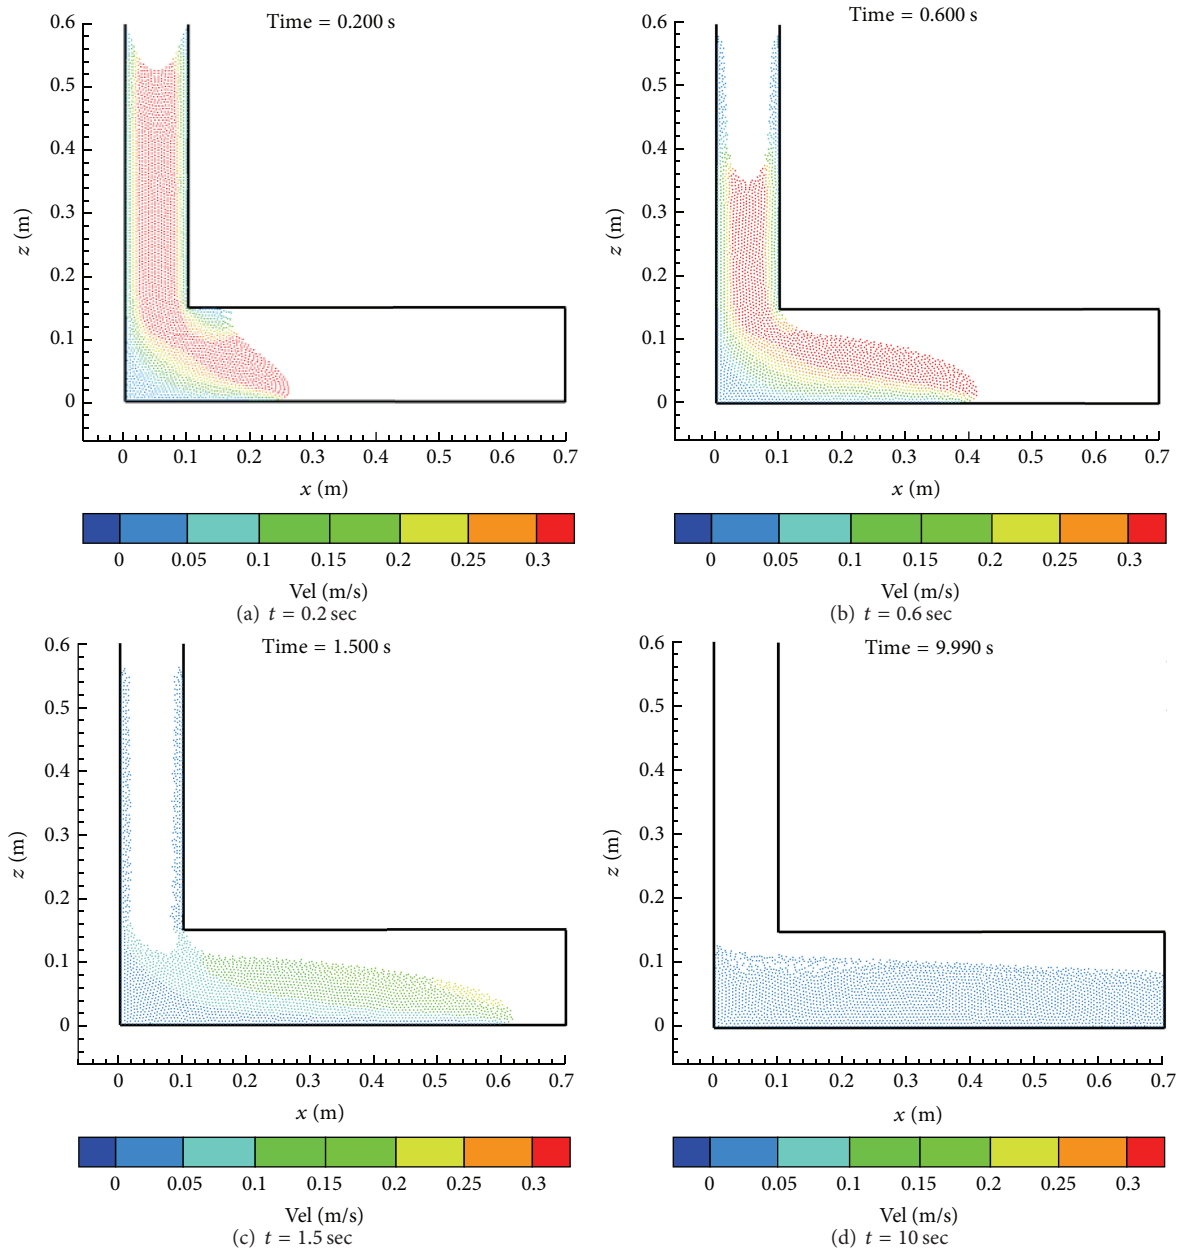 Time = 0.200 s
0.6
0.5
0.4
0.3
0.2
0.1
0
z (m)
0 0.1 0.2 0.3 0.4 0.5 0.6 0.7
x (m)
0 0.05 0.1 0.15 0.2 0.25 0.3
Vel (m/s)
(a) t = 0.2 sec
Time = 0.600 s
0.6
0.5
0.4
0.3
0.2
0.1
0
z (m)
0 0.1 0.2 0.3 0.4 0.5 0.6 0.7
x (m)
0 0.05 0.1 0.15 0.2 0.25 0.3
Vel (m/s)
(b) t = 0.6 sec
Time = 1.500 s
0.6
0.5
0.4
0.3
0.2
0.1
0
z (m)
0 0.1 0.2 0.3 0.4 0.5 0.6 0.7
x (m)
0 0.05 0.1 0.15 0.2 0.25 0.3
Vel (m/s)
(c) t = 1.5 sec
Time = 9.990 s
0.6
0.5
0.4
0.3
0.2
0.1
0
z (m)
0 0.1 0.2 0.3 0.4 0.5 0.6 0.7
x (m)
0 0.05 0.1 0.15 0.2 0.25 0.3
Vel (m/s)
(d) t = 10 sec